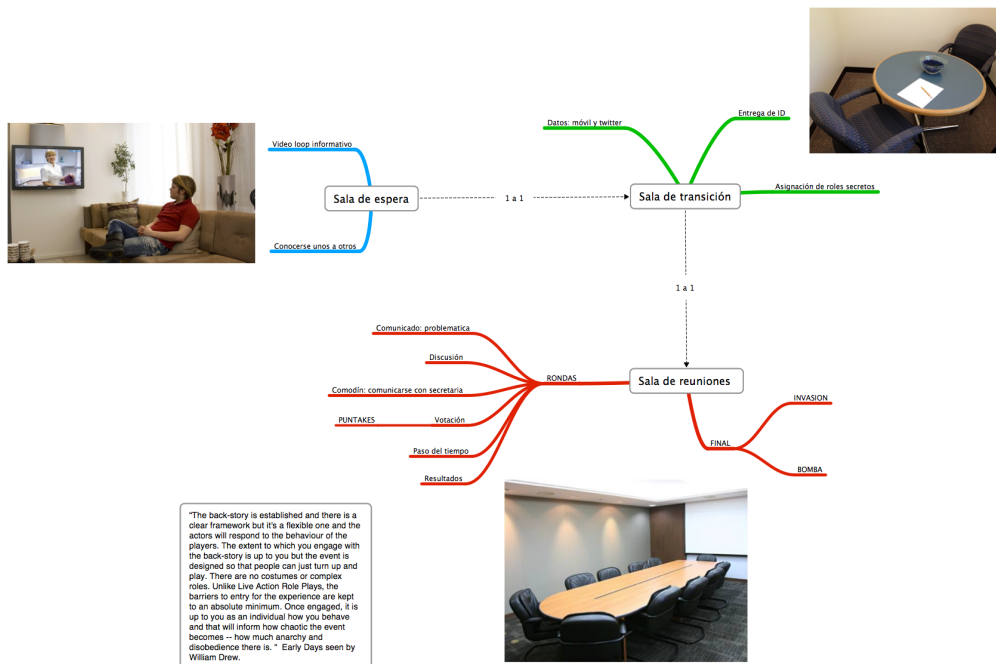 Entrega de ID
Datos: móvil y twitter
Video loop informativo
Asignación de roles secretos
Sala de espera
1 a 1
Sala de transición
Conocerse unos a otros
1 a 1
Comunicado: problematica
Discusión
RONDAS
Sala de reuniones
Comodín: comunicarse con secretaria
INVASION
PUNTAKES
Votación
FINAL
Paso del tiempo
BOMBA
Resultados
"The back-story is established and there is a
clear framework but it's a flexible one and the
actors will respond to the behaviour of the
players. The extent to which you engage with
the back-story is up to you but the event is
designed so that people can just turn up and
play. There are no costumes or complex
roles. Unlike Live Action Role Plays, the
barriers to entry for the experience are kept
to an absolute minimum. Once engaged, it is
up to you as an individual how you behave
and that will inform how chaotic the event
becomes -- how much anarchy and
disobedience there is. "  Early Days seen by
William Drew.